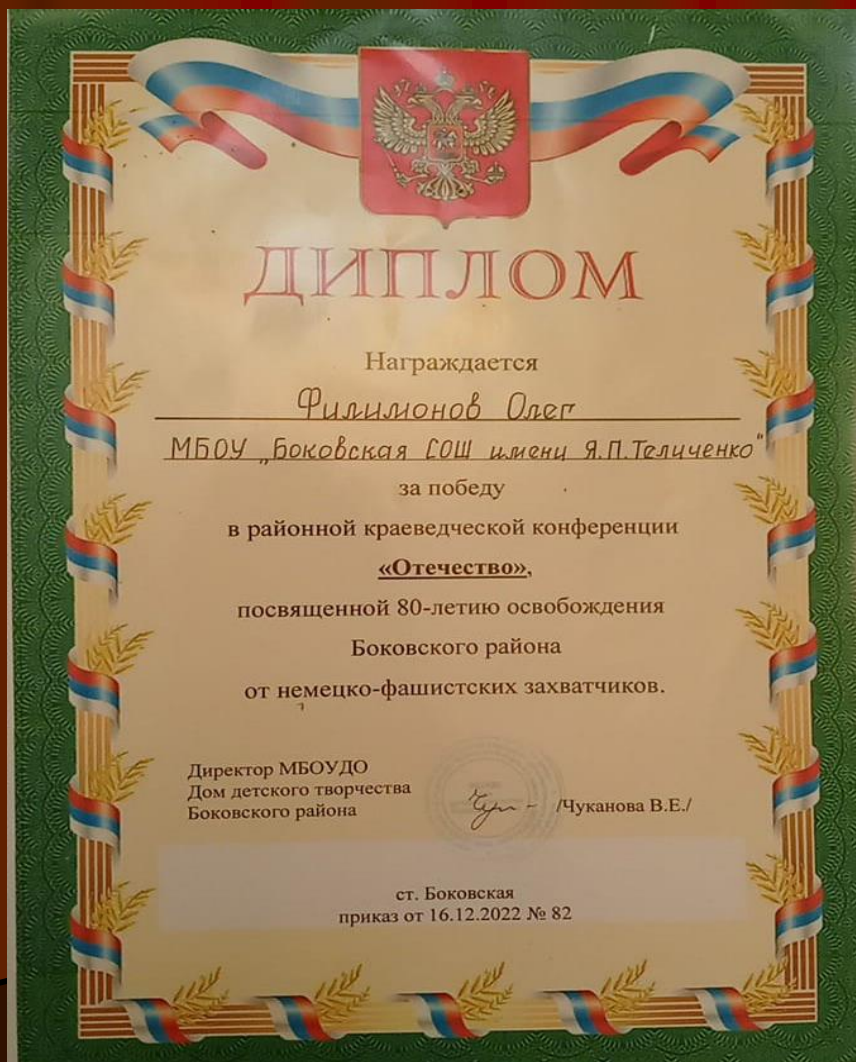 ДИПЛОМ
Награждается
Филимонов Олег
МБОУ „Боковская СОШ имени Я.П.Теличенко"
за победу
в районной краеведческой конференции
«Отечество»,
посвященной 80-летию освобождения
Боковского района
от немецко-фашистских захватчиков.
Директор МБОУДО
Дом детского творчества
Боковского района
/Чуканова В.Е./
ст. Боковская
приказ от 16.12.2022 № 82